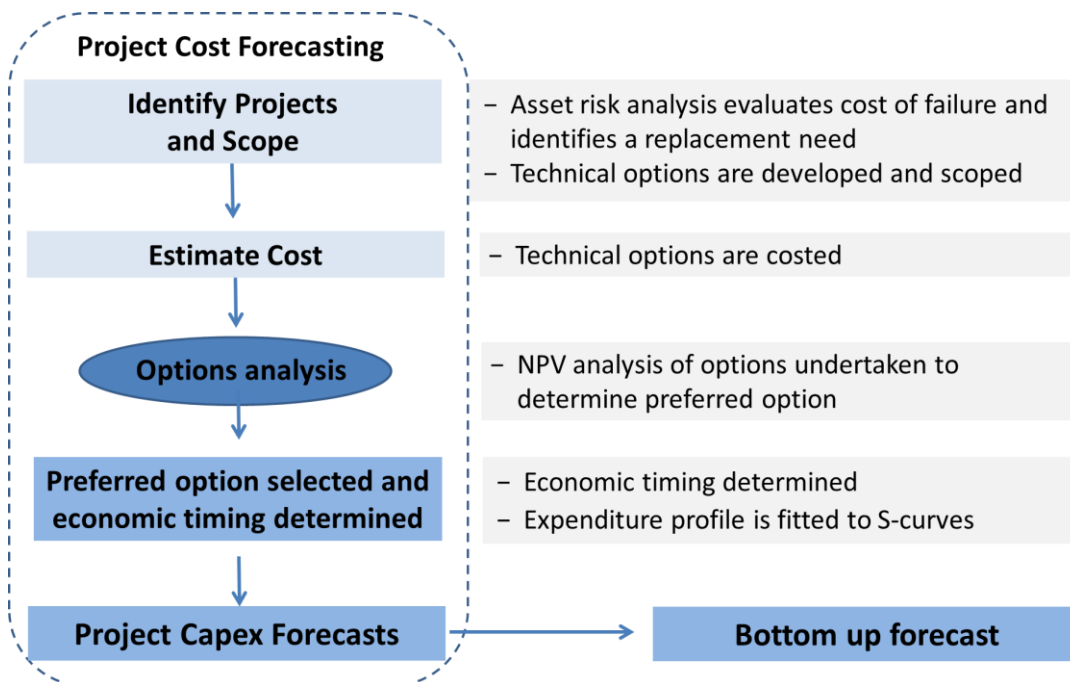 Project Cost Forecasting
Identify Projects
and Scope
− Asset risk analysis evaluates cost of failure and
identifies a replacement need
− Technical options are developed and scoped
Estimate Cost
− Technical options are costed
Options analysis
− NPV analysis of options undertaken to
determine preferred option
Preferred option selected and
economic timing determined
− Economic timing determined
− Expenditure profile is fitted to S-curves
Project Capex Forecasts
Bottom up forecast